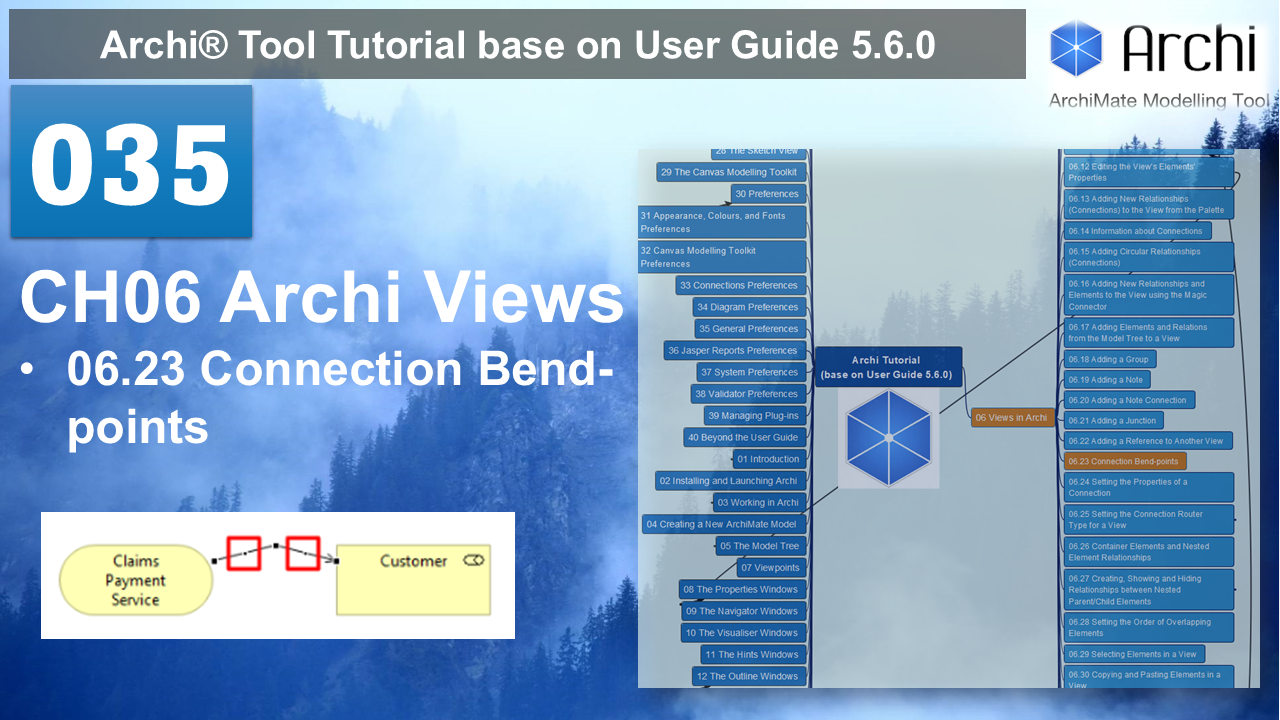 Archi® Tool Tutorial base on User Guide 5.6.0
Archi
ArchiMate Modelling Tool
035
CH06 Archi Views
• 06.23 Connection Bend-
points
Claims
Payment
Service
Customer
28 The Sketch View
29 The Canvas Modelling Toolkit
30 Preferences
31 Appearance, Colours, and Fonts
Preferences
32 Canvas Modelling Toolkit
Preferences
33 Connections Preferences
34 Diagram Preferences
35 General Preferences
36 Jasper Reports Preferences
37 System Preferences
38 Validator Preferences
39 Managing Plug-ins
40 Beyond the User Guide
01 Introduction
02 Installing and Launching Archi
03 Working in Archi
04 Creating a New ArchiMate Model
05 The Model Tree
07 Viewpoints
08 The Properties Windows
09 The Navigator Windows
10 The Visualiser Windows
11 The Hints Windows
12 The Outline Windows
Archi Tutorial
(base on User Guide 5.6.0)
06 Views in Archi
06.12 Editing the View's Elements'
Properties
06.13 Adding New Relationships
(Connections) to the View from the Palette
06.14 Information about Connections
06.15 Adding Circular Relationships
(Connections)
06.16 Adding New Relationships and
Elements to the View using the Magic
Connector
06.17 Adding Elements and Relations
from the Model Tree to a View
06.18 Adding a Group
06.19 Adding a Note
06.20 Adding a Note Connection
06.21 Adding a Junction
06.22 Adding a Reference to Another View
06.23 Connection Bend-points
06.24 Setting the Properties of a
Connection
06.25 Setting the Connection Router
Type for a View
06.26 Container Elements and Nested
Element Relationships
06.27 Creating, Showing and Hiding
Relationships between Nested
Parent/Child Elements
06.28 Setting the Order of Overlapping
Elements
06.29 Selecting Elements in a View
06.30 Copying and Pasting Elements in a
View